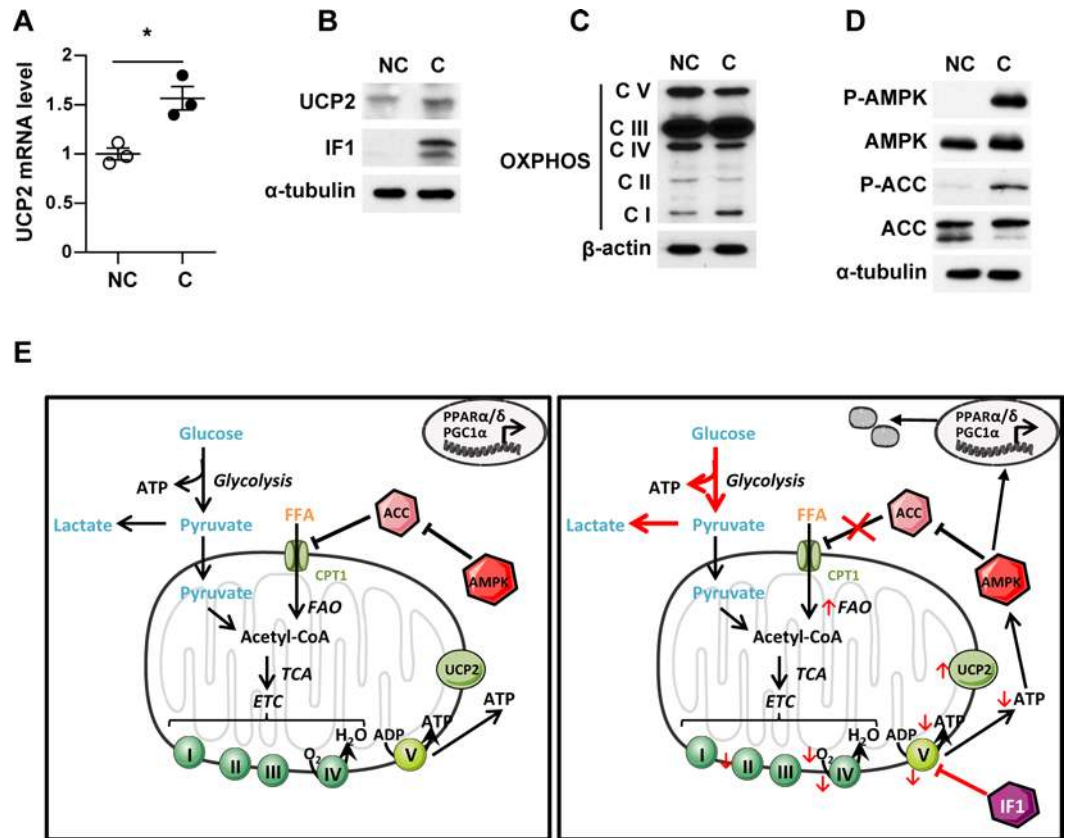 A
*
UCP2 mRNA level
2
1.5
1
0.5
0
NC C
B
NC C
UCP2
IF1
α-tubulin
C
NC C
OXPHOS
C V
C III
C IV
C II
C I
β-actin
D
NC C
P-AMPK
AMPK
P-ACC
ACC
α-tubulin
E
PPARα/δ
PGC1α
Glucose
ATP
Glycolysis
Lactate
Pyruvate
FFA
ACC
AMPK
CPT1
Pyruvate
FAO
Acetyl-CoA
TCA
UCP2
ETC
ATP
H₂O
ADP
ATP
O₂
I
II
III
IV
V
PPARα/δ
PGC1α
Glucose
ATP
Glycolysis
Lactate
Pyruvate
FFA
ACC
AMPK
CPT1
Pyruvate
FAO
Acetyl-CoA
TCA
UCP2
ETC
ATP
H₂O
ADP
ATP
O₂
I
II
III
IV
V
IF1